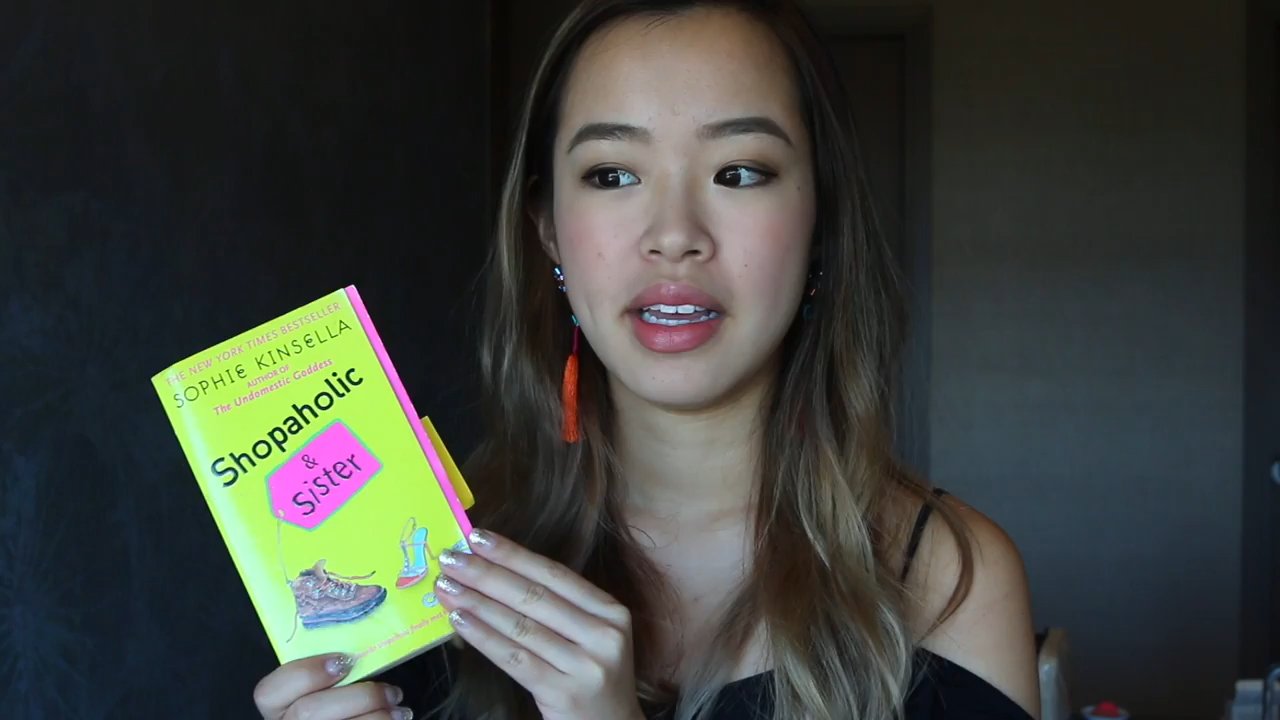 THE NEW YORK TIMES BESTSELLER
SOPHIE KINSELLA
AUTHOR OF
The Undomestic Goddess
Shopaholic
&
Sister